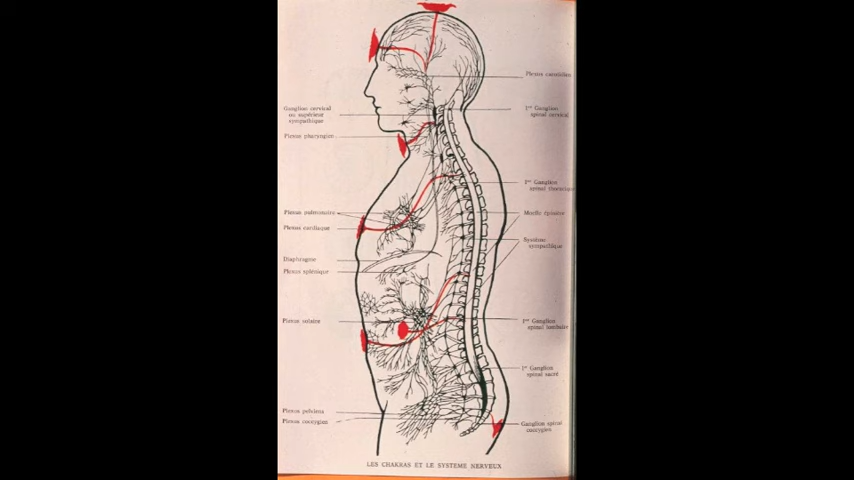 Plexus carotidien
Ganglion cervical
ou supérieur
sympathique
1er Ganglion
spinal cervical
Plexus pharyngien
1er Ganglion
spinal thoracique
Plexus pulmonaire
Moelle épinière
Plexus cardiaque
Système
sympathique
Diaphragme
Plexus splénique
Plexus solaire
1er Ganglion
spinal lombaire
1er Ganglion
spinal sacré
Plexus pelviens
Plexus coccygien
Ganglion spinal
coccygien
LES CHAKRAS ET LE SYSTEME NERVEUX